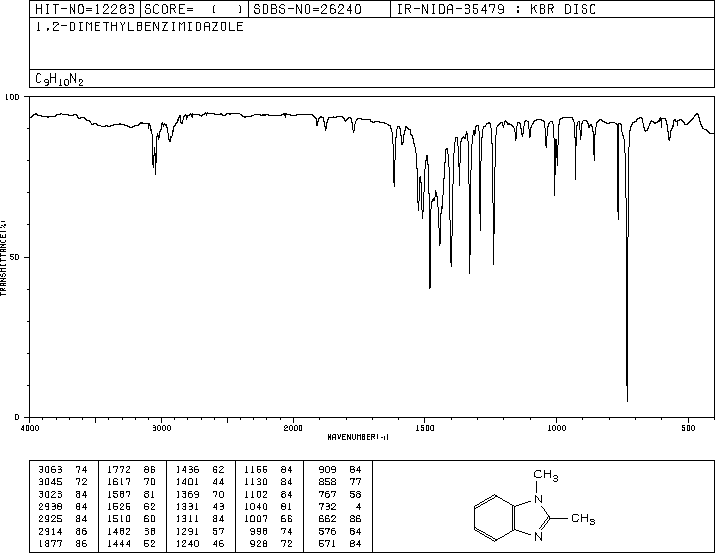 HIT-NO=12283 SCORE= ( ) SDBS-NO=26240 IR-NIDA-35479 : KBR DISC
1,2-DIMETHYLBENZIMIDAZOLE
C9H10N2
100
50
0
TRANSMITTANCE(%)
4000 3000 2000 1500 1000 500
WAVENUMBER(-1)
3063 74 1772 86 1436 62 1156 84 909 84
3045 72 1617 70 1401 44 1130 84 858 77
3023 84 1587 81 1369 70 1102 84 767 58
2938 84 1526 62 1331 43 1040 81 732 4
2925 84 1510 60 1311 84 1007 66 662 86
2914 86 1482 38 1291 57 998 74 576 84
1877 86 1444 52 1240 46 928 72 571 84
CH3
N
CH3
N